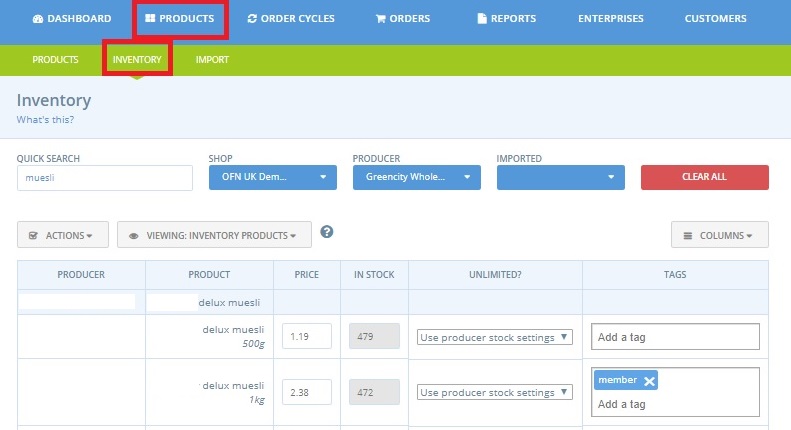 DASHBOARD PRODUCTS ORDER CYCLES ORDERS REPORTS ENTERPRISES CUSTOMERS
PRODUCTS INVENTORY IMPORT
Inventory
What's this?
QUICK SEARCH SHOP PRODUCER IMPORTED
muesli OFN UK Dem... Greencity Whole... CLEAR ALL
ACTIONS VIEWING: INVENTORY PRODUCTS ? COLUMNS
PRODUCER PRODUCT PRICE IN STOCK UNLIMITED? TAGS
delux muesli
delux muesli 1.19 479 Use producer stock settings Add a tag
500g
member
delux muesli 2.38 472 Use producer stock settings
1kg Add a tag